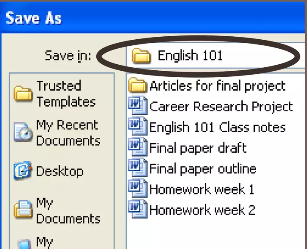 Save As
Save in: English 101
Trusted
Templates
My Recent
Documents
Desktop
My
Documents
My
Articles for final project
Career Research Project
English 101 Class notes
Final paper draft
Final paper outline
Homework week 1
Homework week 2